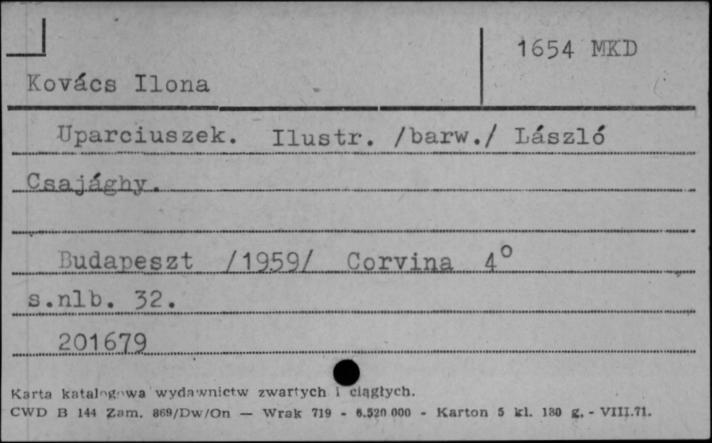 1654 MKD
Kovács Ilona
Uparciuszek. Ilustr. /barw./ László
Csajághy.
Budapeszt /1959/ Corvina 4°
s.nlb. 32.
201679
Karta katalogowa wydawnictw zwartych i ciągłych.
CWD B 144 Zam. 869/Dw/On — Wrak 719 - 6.520 000 - Karton 5 kl. 180 g. - VIII.71.